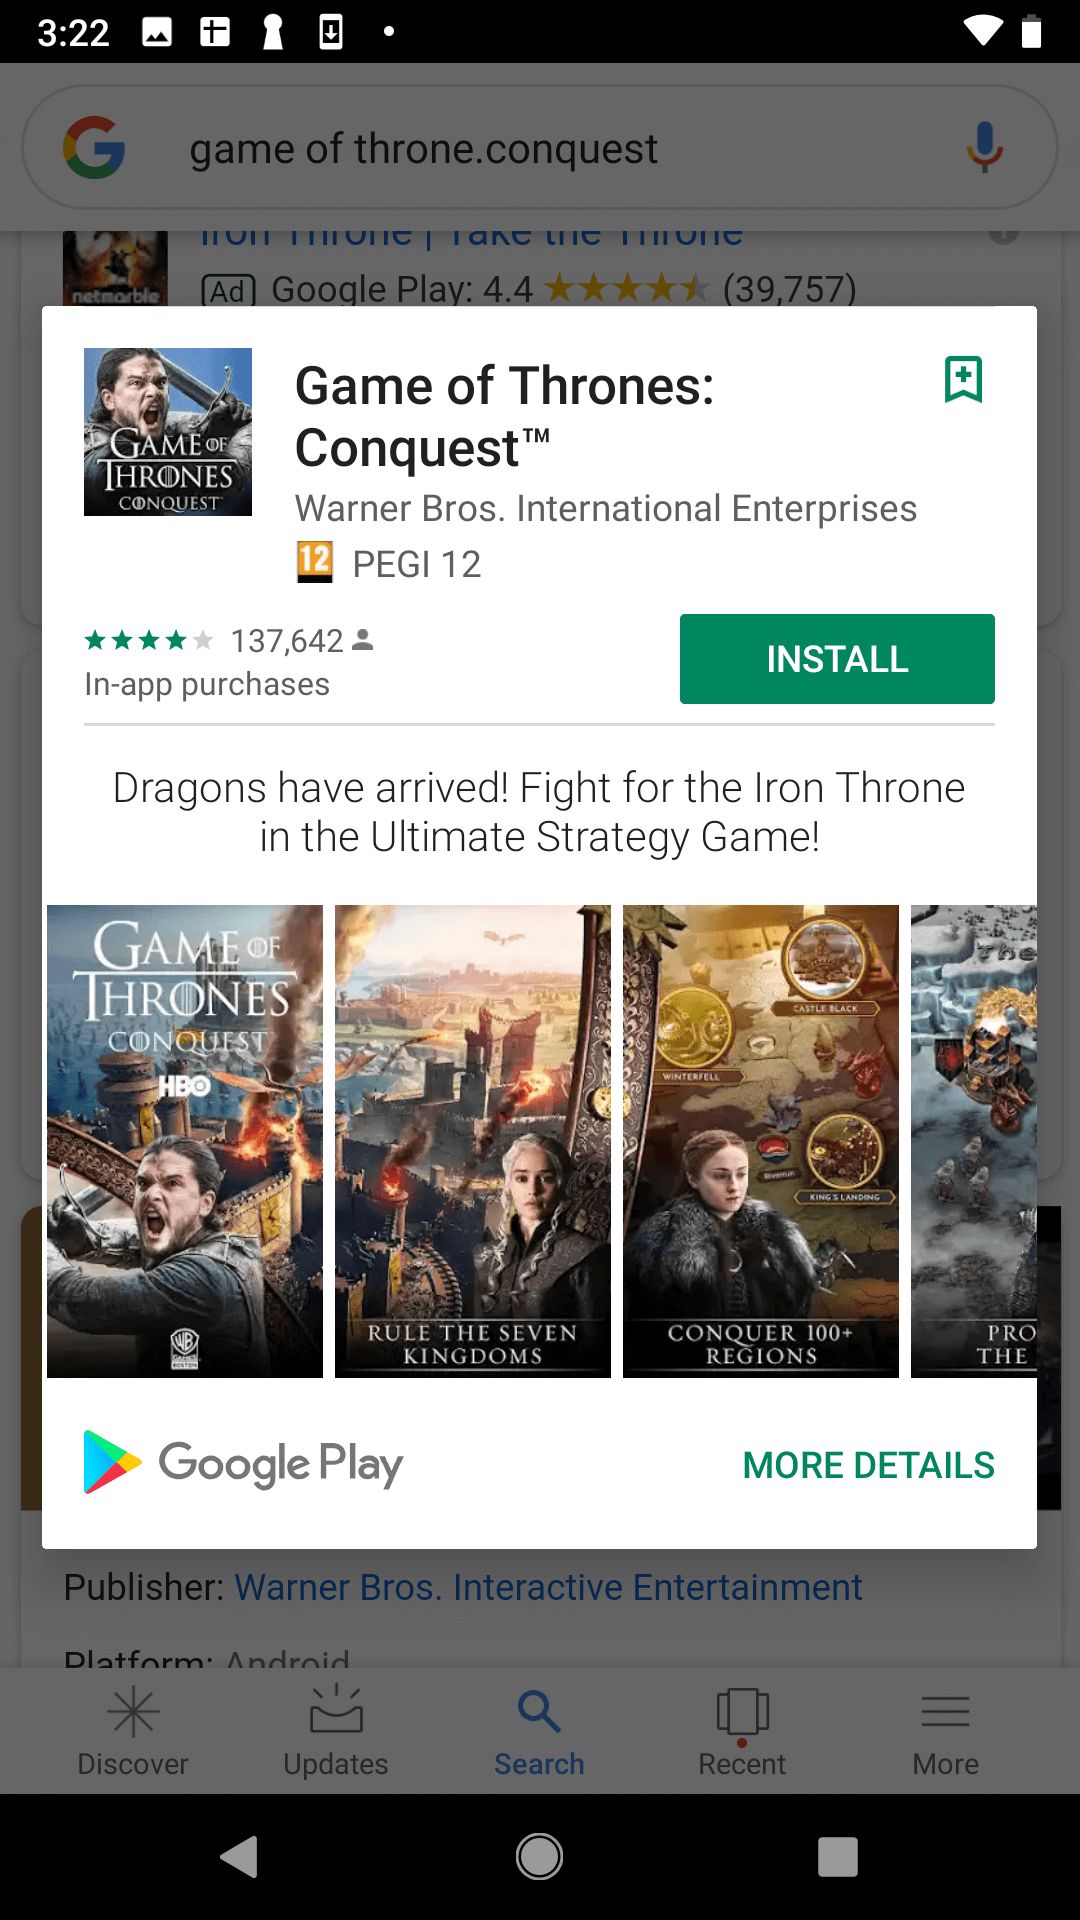 3:22
game of throne.conquest
Iron Throne | Take the Throne
netmarble
Ad Google Play: 4.4 (39,757)
Game of Thrones:
Conquest™
Warner Bros. International Enterprises
12 PEGI 12
137,642
In-app purchases
INSTALL
GAME OF
THRONES
CONQUEST
Dragons have arrived! Fight for the Iron Throne
in the Ultimate Strategy Game!
GAME OF
THRONES
CONQUEST
HBO
WB
BOSTON
RULE THE SEVEN
KINGDOMS
CASTLE BLACK
WINTERFELL
Riverrun
KING'S LANDING
CONQUER 100+
REGIONS
The
PRO
THE
Google Play
MORE DETAILS
Publisher: Warner Bros. Interactive Entertainment
Platform: Android
Discover
Updates
Search
Recent
More